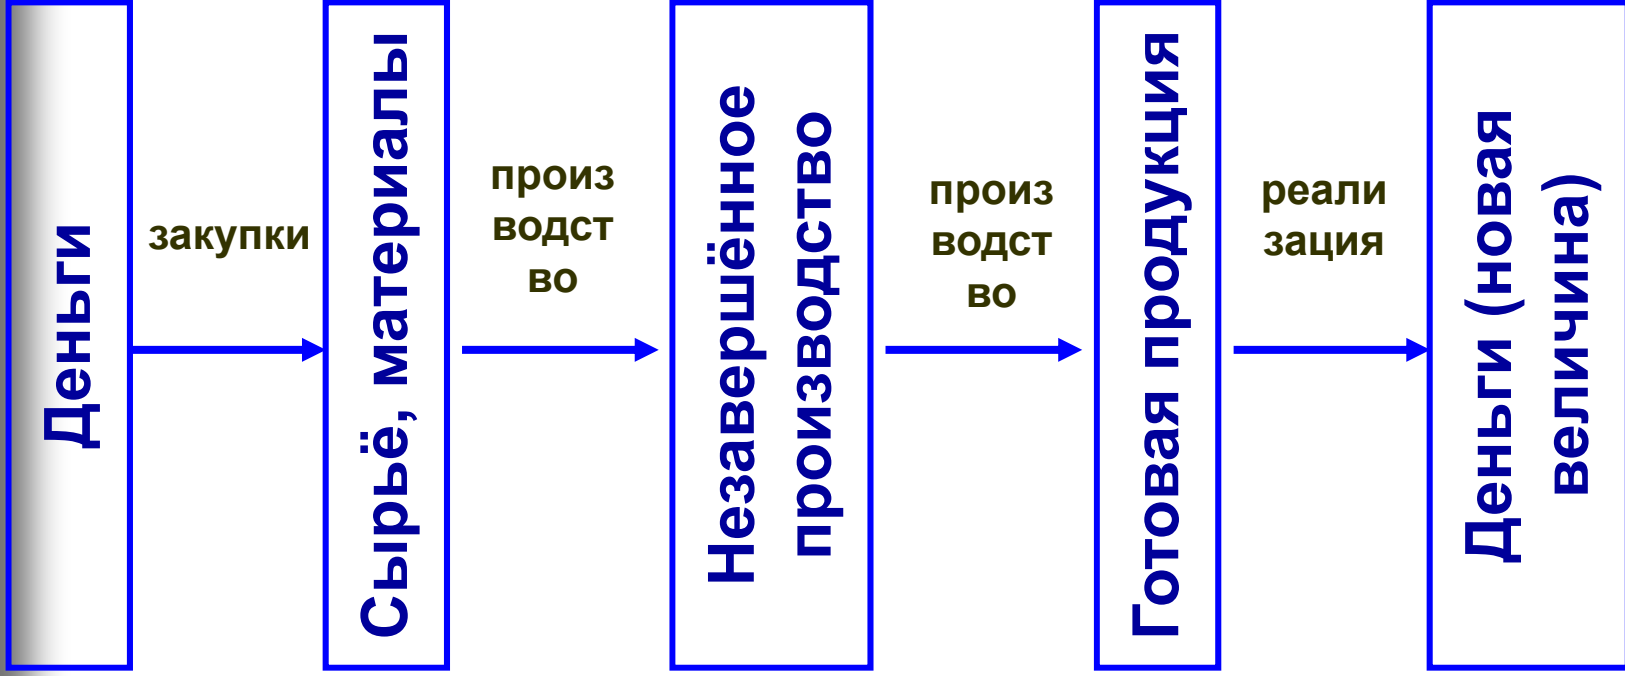 Деньги
закупки
Сырьё, материалы
произ
водст
во
Незавершённое
производство
произ
водст
во
Готовая продукция
реали
зация
Деньги (новая
величина)